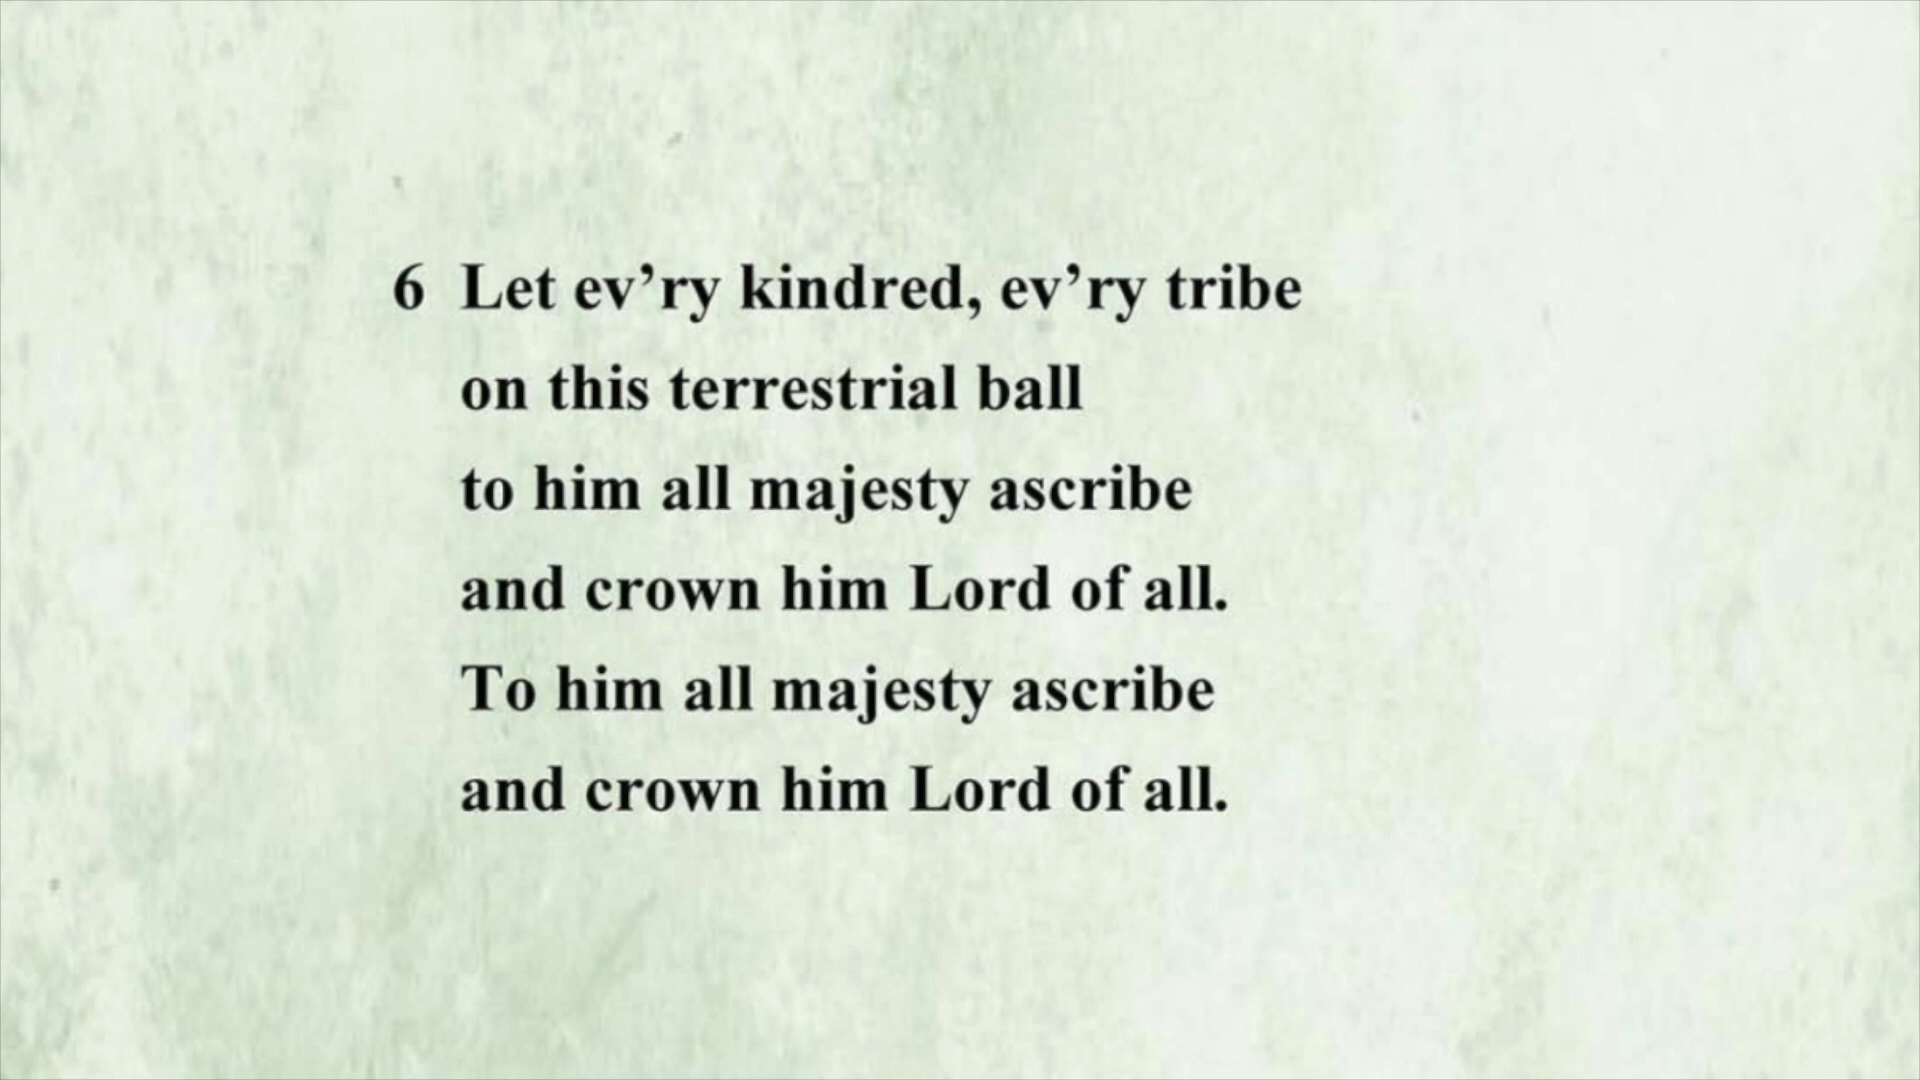 6 Let ev’ry kindred, ev’ry tribe
on this terrestrial ball
to him all majesty ascribe
and crown him Lord of all.
To him all majesty ascribe
and crown him Lord of all.